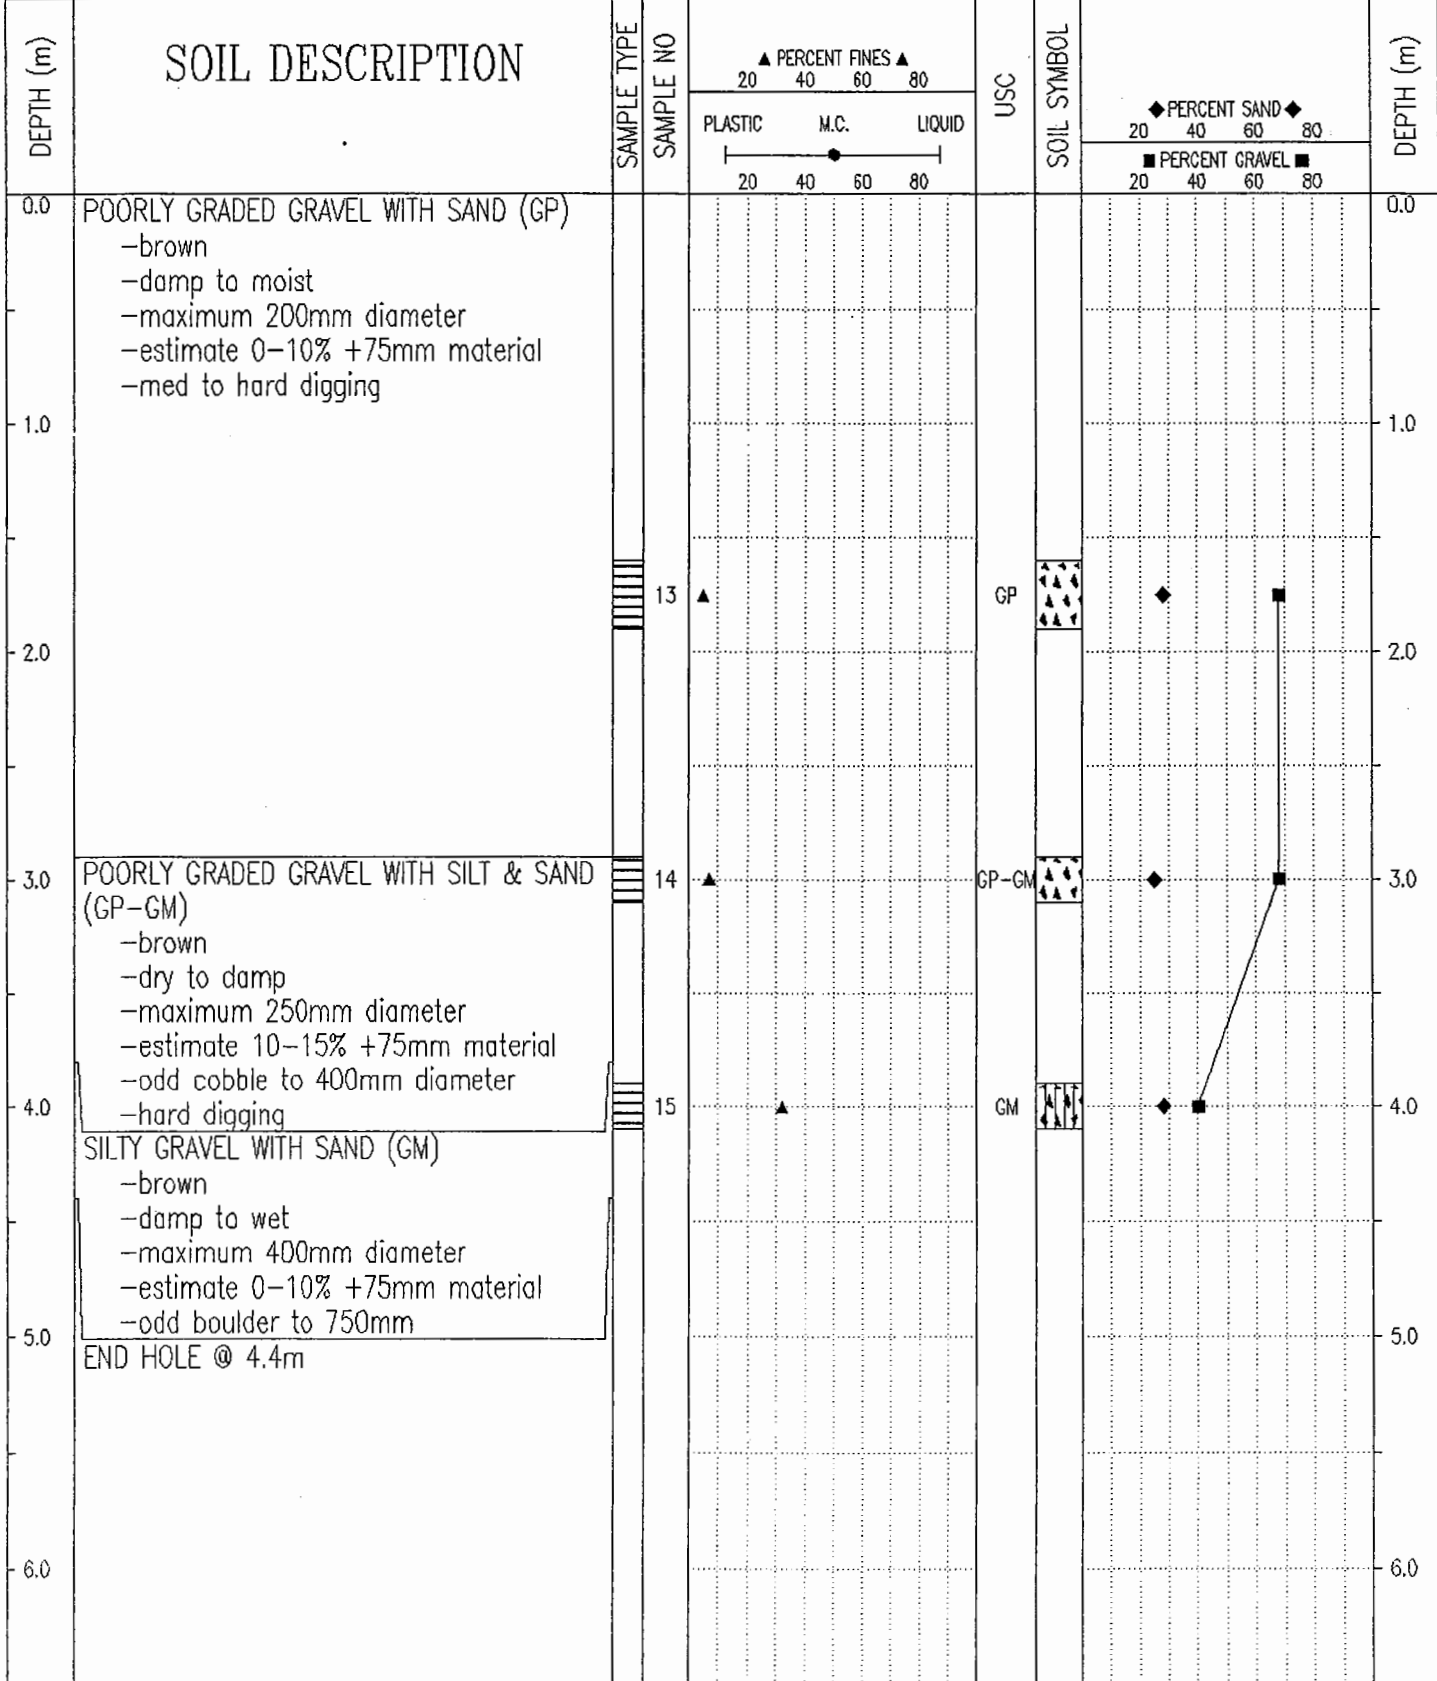 DEPTH (m)
SOIL DESCRIPTION
SAMPLE TYPE
SAMPLE NO
▲ PERCENT FINES ▲
20 40 60 80
PLASTIC M.C. LIQUID
20 40 60 80
USC
SOIL SYMBOL
◆PERCENT SAND◆
20 40 60 80
■ PERCENT GRAVEL ■
20 40 60 80
DEPTH (m)
0.0 POORLY GRADED GRAVEL WITH SAND (GP) 0.0
-brown
-damp to moist
-maximum 200mm diameter
-estimate 0-10% +75mm material
-med to hard digging
1.0 1.0
13 GP
2.0 2.0
3.0 POORLY GRADED GRAVEL WITH SILT & SAND 14 GP-GM 3.0
(GP-GM)
-brown
-dry to damp
-maximum 250mm diameter
-estimate 10-15% +75mm material
-odd cobble to 400mm diameter
4.0 -hard digging 15 GM 4.0
SILTY GRAVEL WITH SAND (GM)
-brown
-damp to wet
-maximum 400mm diameter
-estimate 0-10% +75mm material
5.0 -odd boulder to 750mm 5.0
END HOLE @ 4.4m
6.0 6.0